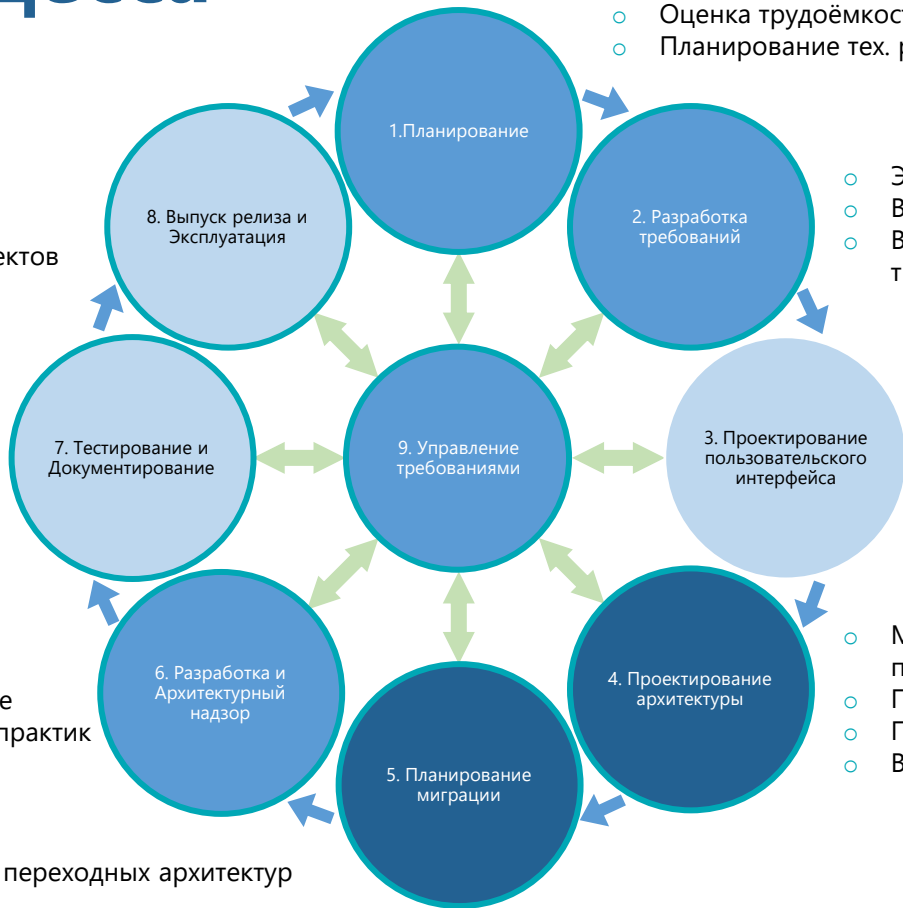 Оценка трудоёмкост
Планирование тех. р
1.Планирование
2. Разработка
требований
8. Выпуск релиза и
Эксплуатация
ектов
3. Проектирование
пользовательского
интерфейса
9. Управление
требованиями
7. Тестирование и
Документирование
4. Проектирование
архитектуры
6. Разработка и
Архитектурный
надзор
е
практик
5. Планирование
миграции
переходных архитектур